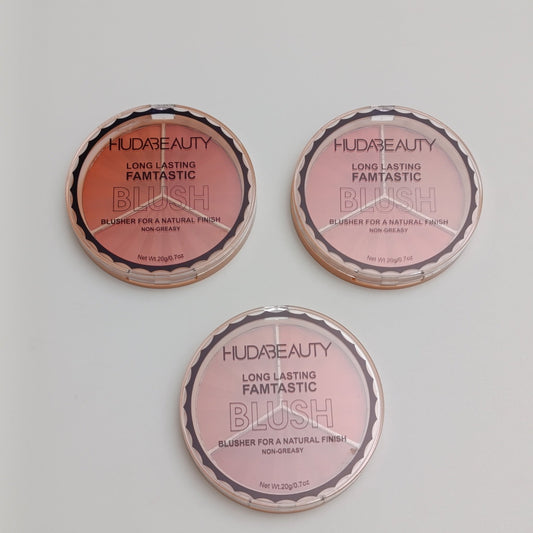 HUDABEAUTY
LONG LASTING
FAMTASTIC
BLUSH
BLUSHER FOR A NATURAL FINISH
NON-GREASY
Net Wt.20g/0.7oz
HUDABEAUTY
LONG LASTING
FAMTASTIC
BLUSH
BLUSHER FOR A NATURAL FINISH
NON-GREASY
Net Wt.20g/0.7oz
HUDABEAUTY
LONG LASTING
FAMTASTIC
BLUSH
BLUSHER FOR A NATURAL FINISH
NON-GREASY
Net Wt.20g/0.7oz